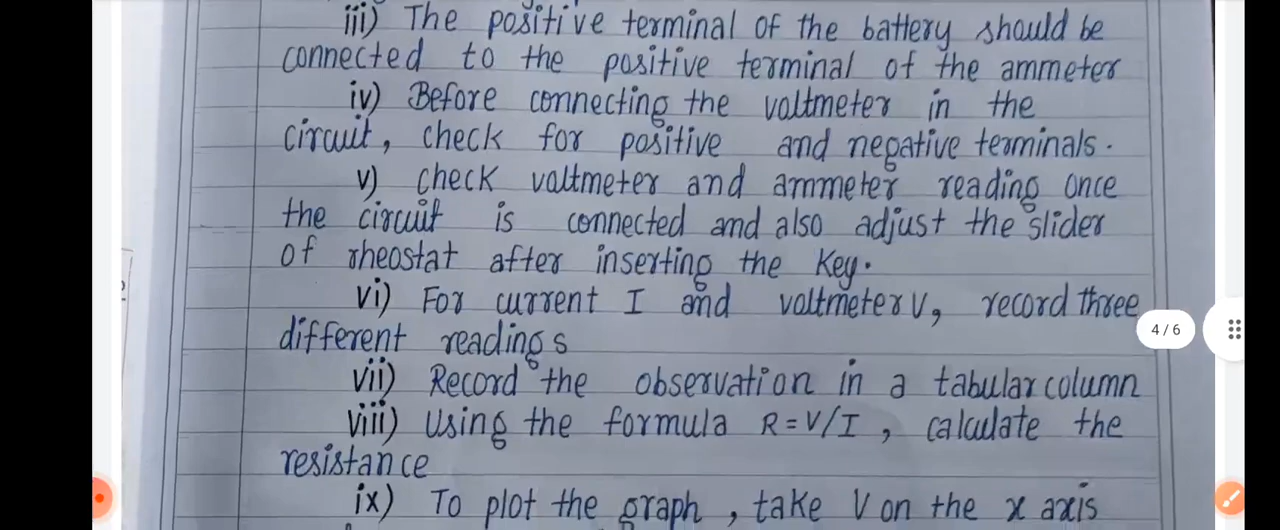 iii) The positive terminal of the battery should be
connected to the positive terminal of the ammeter
iv) Before connecting the voltmeter in the
circuit, check for positive and negative terminals.
v) check voltmeter and ammeter reading once
the circuit is connected and also adjust the slider
of rheostat after inserting the key.
vi) For current I and voltmeter V, record three
different readings
4/6
vii) Record the observation in a tabular column
viii) Using the formula R=V/I, calculate the
resistance
ix) To plot the graph, take V on the x axis